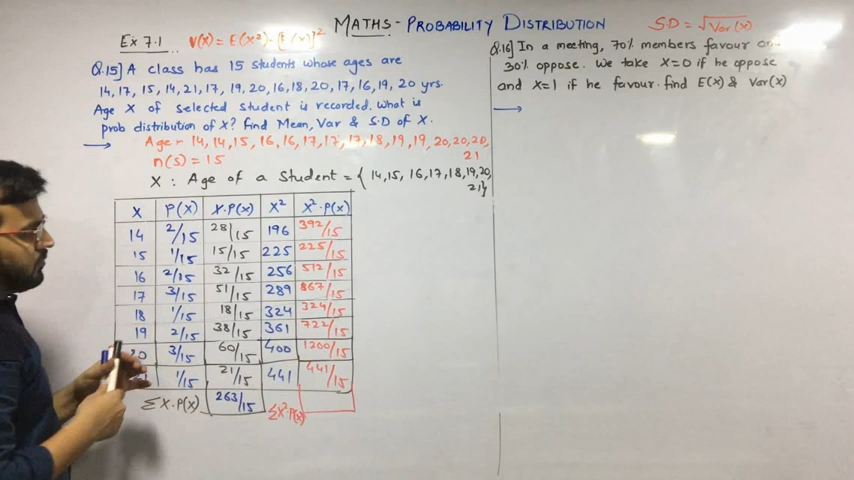 MATHS - PROBABILITY DISTRIBUTION
S.D = √Var(x)
Ex 7.1
V(x) = E(x²) - [E(x)]²
Q.15] A class has 15 students whose ages are
14, 17, 15, 14, 21, 17, 19, 20, 16, 18, 20, 17, 16, 19, 20 yrs.
Age X of selected student is recorded. What is
prob distribution of X? find Mean, Var & S.D of X.
→ Age - 14, 14, 15, 16, 16, 17, 17, 17, 18, 19, 19, 20, 20, 20,
21
n(s) = 15
X : Age of a Student = { 14, 15, 16, 17, 18, 19, 20,
21}
X P(X) X·P(x) X² X²·P(x)
14 2/15 28/15 196 392/15
15 1/15 15/15 225 225/15
16 2/15 32/15 256 512/15
17 3/15 51/15 289 867/15
18 1/15 18/15 324 324/15
19 2/15 38/15 361 722/15
20 3/15 60/15 400 1200/15
1/15 21/15 441 441/15
∑X·P(x) 263/15 ∑X²·P(x)
Q.16] In a meeting, 70% members favour
30% oppose. We take X=0 if he oppose
and X=1 if he favour. find E(x) & Var(x)
→